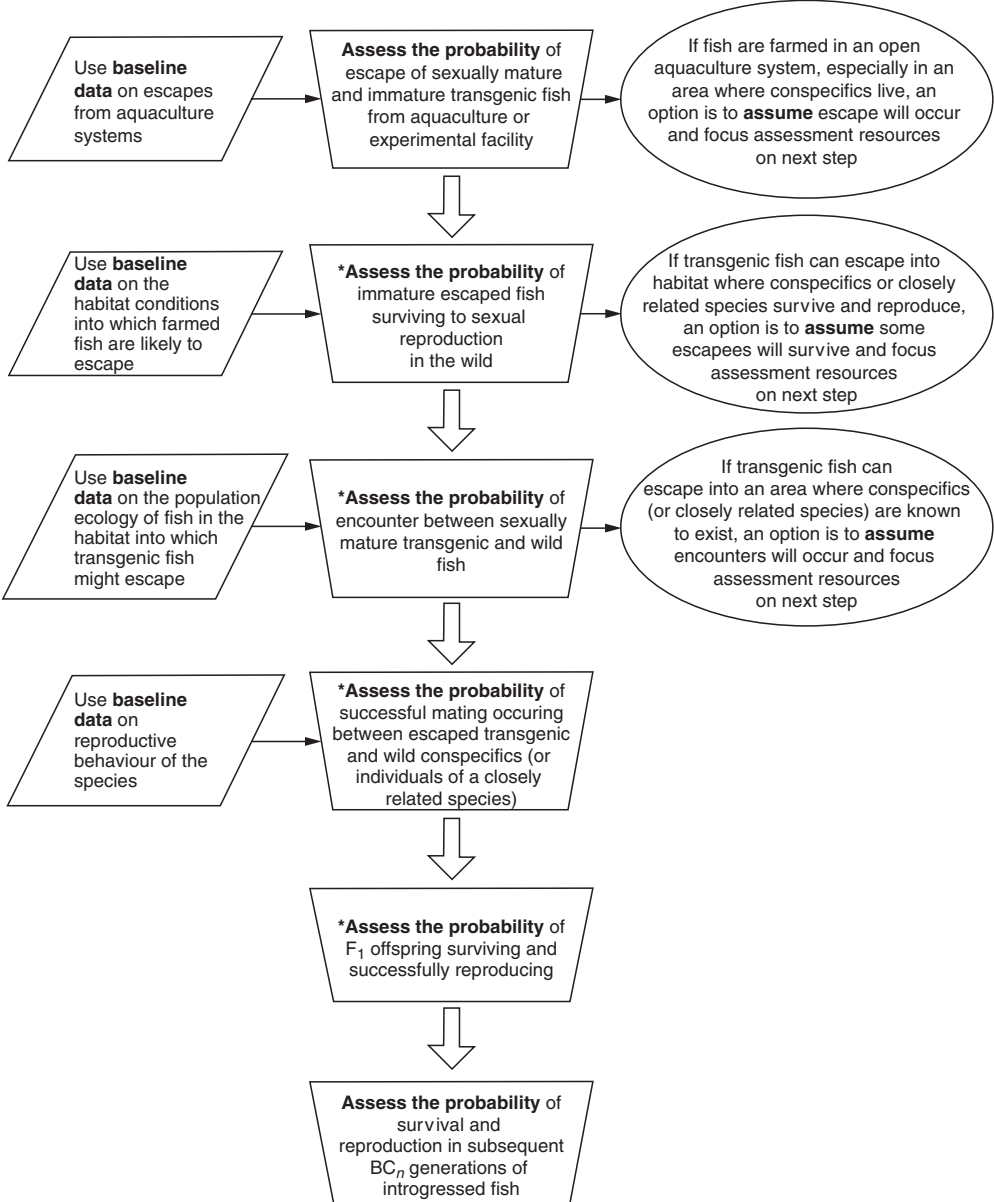 Use baseline
data on escapes
from aquaculture
systems
Assess the probability of
escape of sexually mature
and immature transgenic fish
from aquaculture or
experimental facility
If fish are farmed in an open
aquaculture system, especially in an
area where conspecifics live, an
option is to assume escape will occur
and focus assessment resources
on next step
Use baseline
data on the
habitat conditions
into which farmed
fish are likely to
escape
*Assess the probability of
immature escaped fish
surviving to sexual
reproduction
in the wild
If transgenic fish can escape into
habitat where conspecifics or closely
related species survive and reproduce,
an option is to assume some
escapees will survive and focus
assessment resources
on next step
Use baseline
data on the population
ecology of fish in the
habitat into which
transgenic fish
might escape
*Assess the probability of
encounter between sexually
mature transgenic and wild
fish
If transgenic fish can
escape into an area where conspecifics
(or closely related species) are known
to exist, an option is to assume
encounters will occur and focus
assessment resources
on next step
Use baseline
data on
reproductive
behaviour of the
species
*Assess the probability of
successful mating occuring
between escaped transgenic
and wild conspecifics (or
individuals of a closely
related species)
*Assess the probability of
F1 offspring surviving and
successfully reproducing
Assess the probability of
survival and
reproduction in subsequent
BCn generations of
introgressed fish